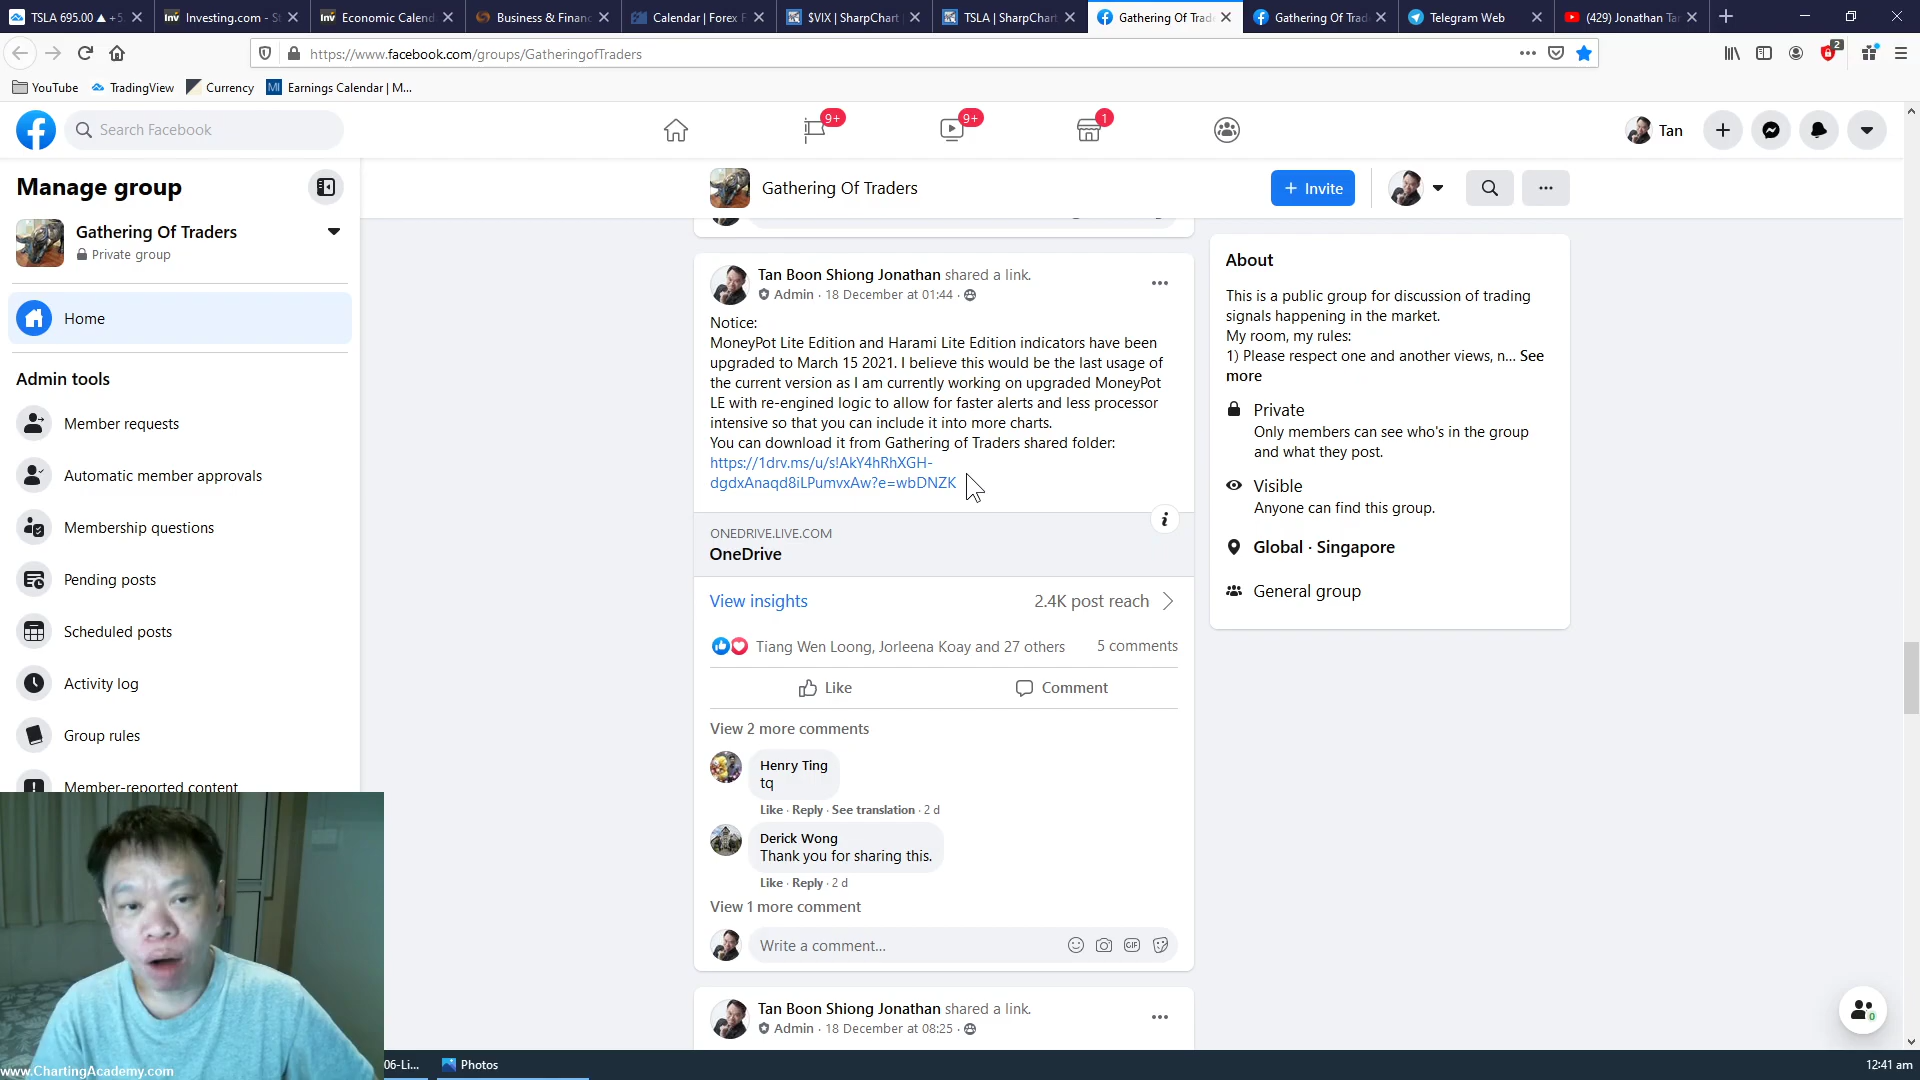 TSLA 695.00 ▲ +5.
Investing.com - St
Economic Calend
Business & Financ
Calendar | Forex F
$VIX | SharpChart
TSLA | SharpChart
Gathering Of Trade
Gathering Of Trade
Telegram Web
(429) Jonathan Ta
https://www.facebook.com/groups/GatheringofTraders
2
YouTube
TradingView
Currency
Earnings Calendar | M...
Search Facebook
9+
9+
1
Tan
Manage group
Gathering Of Traders
Private group
Home
Admin tools
Member requests
Automatic member approvals
Membership questions
Pending posts
Scheduled posts
Activity log
Group rules
Member-reported content
Gathering Of Traders
+ Invite
Tan Boon Shiong Jonathan shared a link.
Admin · 18 December at 01:44 ·
Notice:
MoneyPot Lite Edition and Harami Lite Edition indicators have been
upgraded to March 15 2021. I believe this would be the last usage of
the current version as I am currently working on upgraded MoneyPot
LE with re-engined logic to allow for faster alerts and less processor
intensive so that you can include it into more charts.
You can download it from Gathering of Traders shared folder:
https://1drv.ms/u/s!AkY4hRhXGH-
dgdxAnaqd8iLPumvxAw?e=wbDNZK
ONEDRIVE.LIVE.COM
OneDrive
View insights
2.4K post reach
Tiang Wen Loong, Jorleena Koay and 27 others
5 comments
Like
Comment
View 2 more comments
Henry Ting
tq
Like · Reply · See translation · 2 d
Derick Wong
Thank you for sharing this.
Like · Reply · 2 d
View 1 more comment
Write a comment...
GIF
Tan Boon Shiong Jonathan shared a link.
Admin · 18 December at 08:25 ·
About
This is a public group for discussion of trading
signals happening in the market.
My room, my rules:
1) Please respect one and another views, n... See
more
Private
Only members can see who's in the group
and what they post.
Visible
Anyone can find this group.
Global · Singapore
General group
0
www.ChartingAcademy.com
06-Li...
Photos
12:41 am